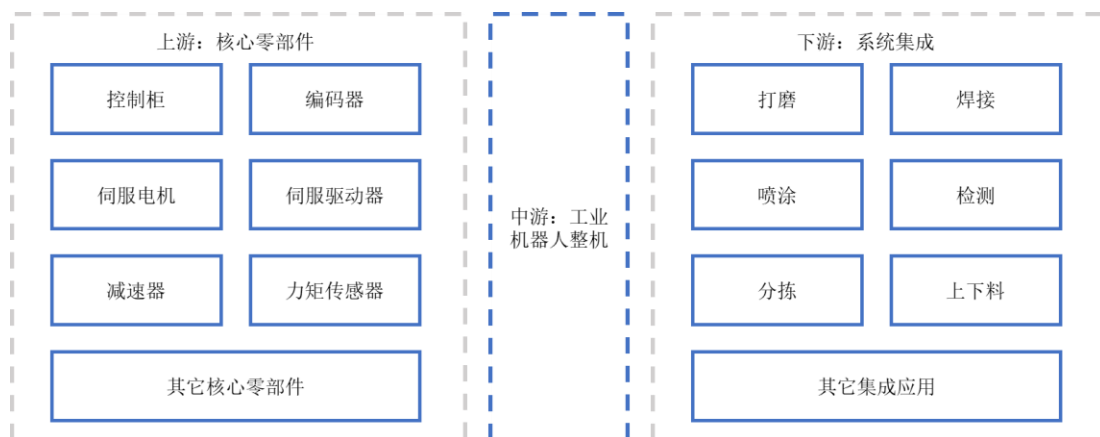 上游：核心零部件
控制柜
编码器
伺服电机
伺服驱动器
减速器
力矩传感器
其它核心零部件
中游：工业
机器人整机
下游：系统集成
打磨
焊接
喷涂
检测
分拣
上下料
其它集成应用